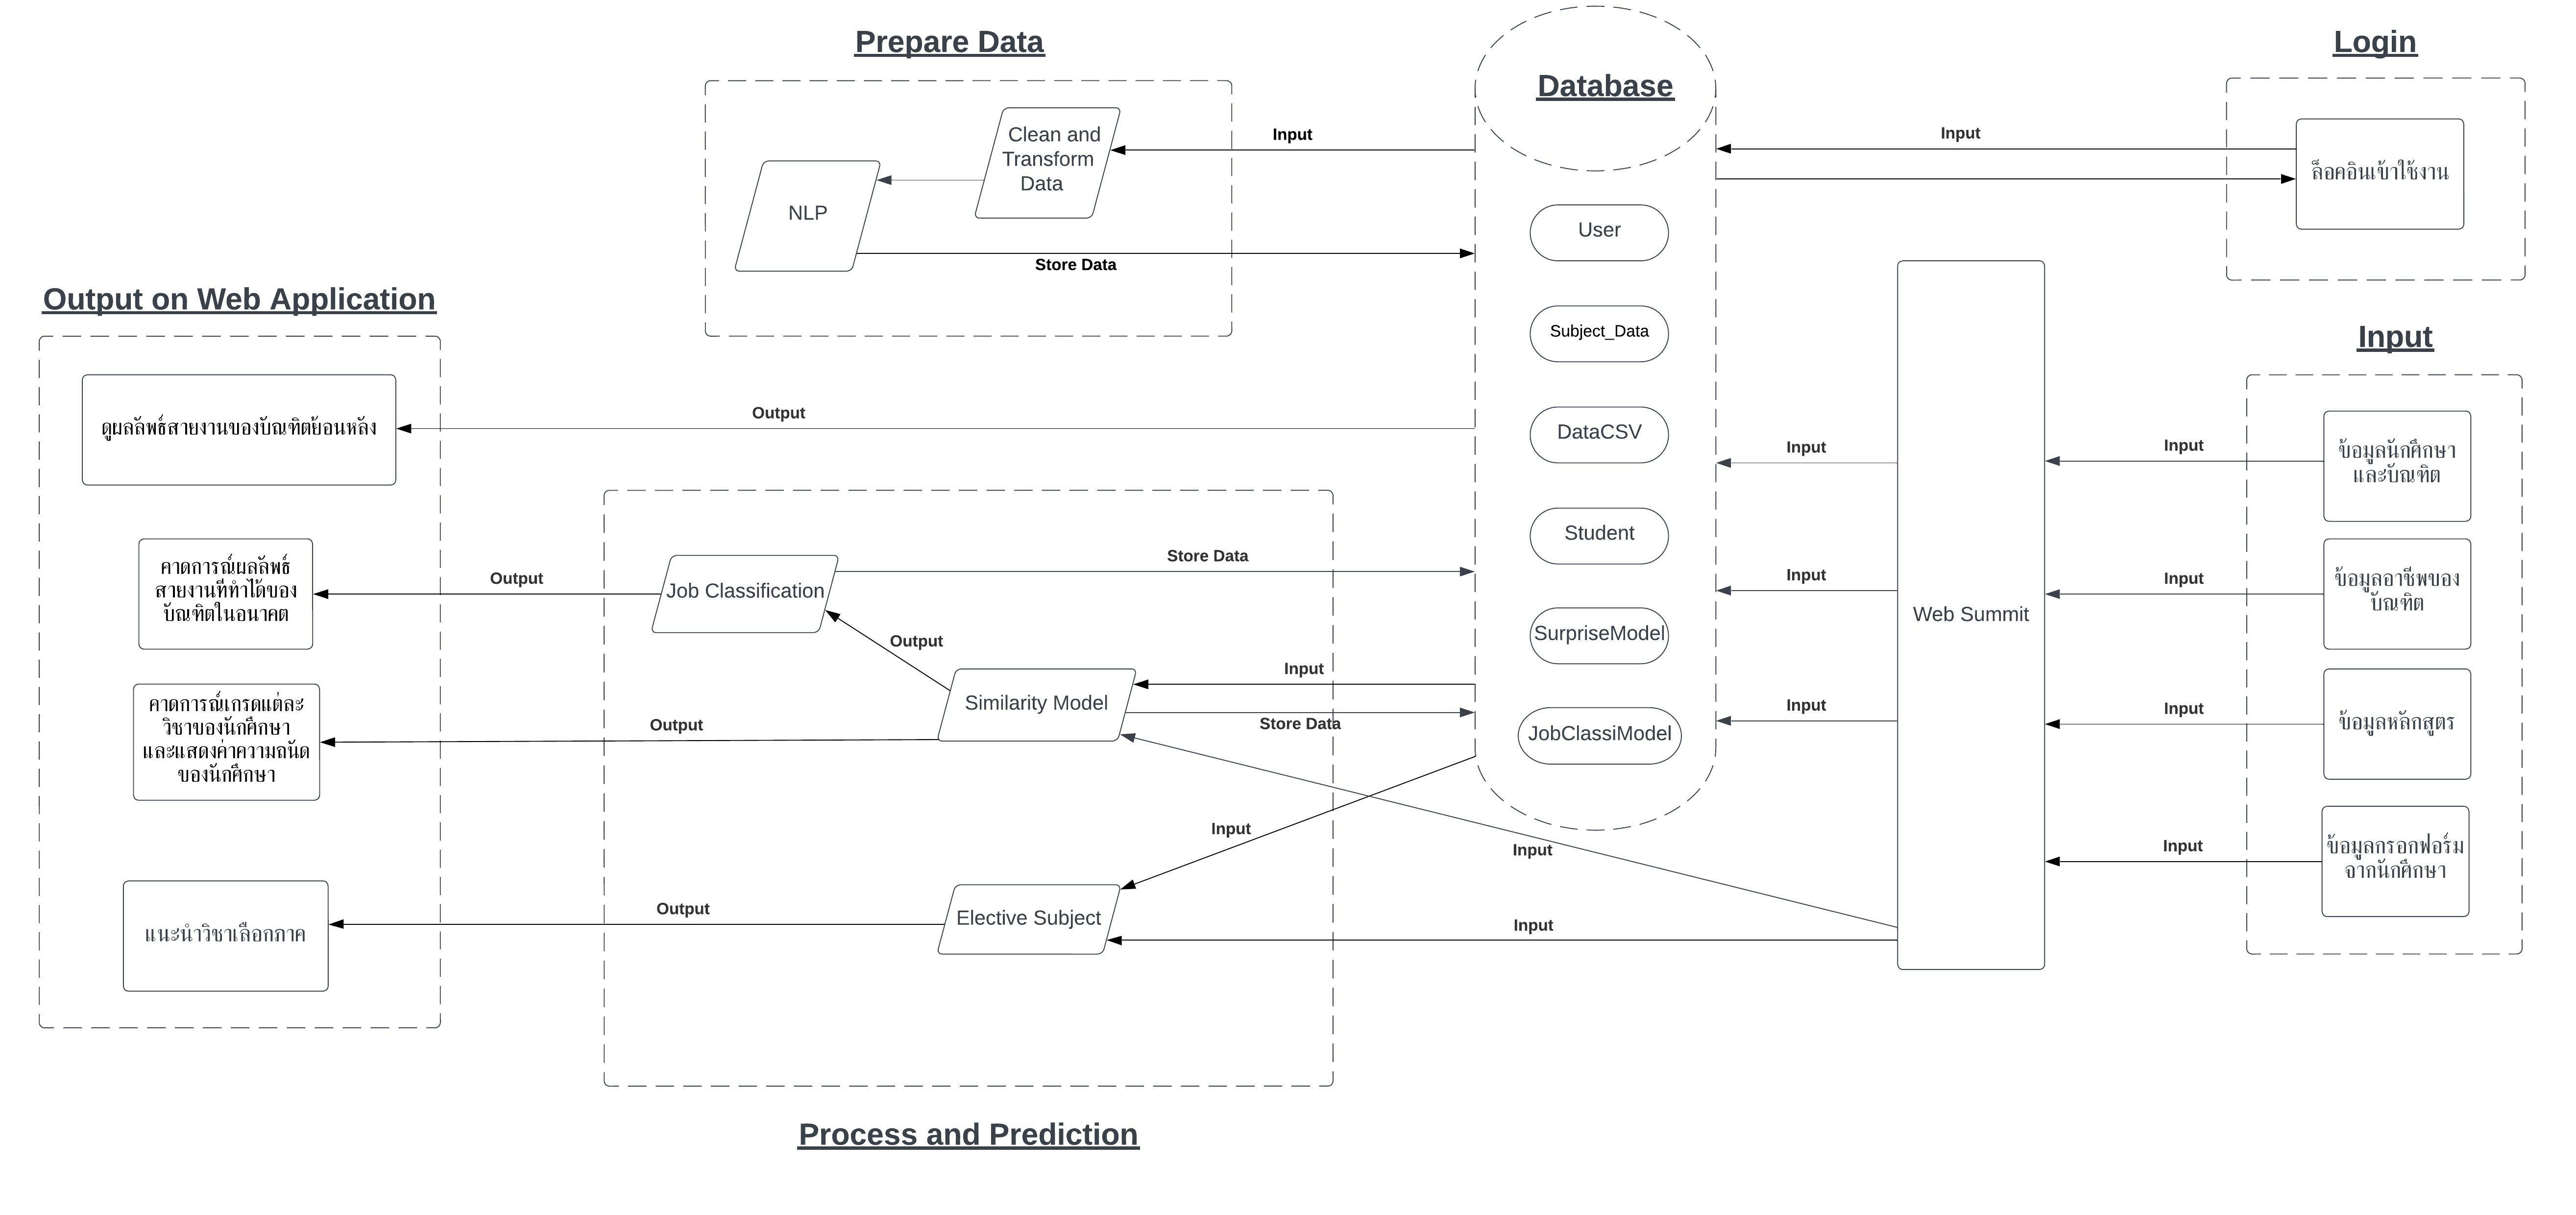 Prepare Data
Clean and
Transform
Data
NLP
Input
Store Data
Database
User
Subject_Data
DataCSV
Student
SurpriseModel
JobClassiModel
Login
Input
ล็อคอินเข้าใช้งาน
Output on Web Application
ดูผลลัพธ์สายงานของบัณฑิตย้อนหลัง
คาดการณ์ผลลัพธ์
สายงานที่ทำได้ของ
บัณฑิตในอนาคต
คาดการณ์เกรดแต่ละ
วิชาของนักศึกษา
และแสดงค่าความถนัด
ของนักศึกษา
แนะนำวิชาเลือกภาค
Output
Output
Output
Output
Job Classification
Store Data
Output
Similarity Model
Input
Store Data
Input
Elective Subject
Input
Input
Process and Prediction
Input
Input
Input
Web Summit
Input
Input
Input
Input
Input
ข้อมูลนักศึกษา
และบัณฑิต
ข้อมูลอาชีพของ
บัณฑิต
ข้อมูลหลักสูตร
ข้อมูลกรอกฟอร์ม
จากนักศึกษา